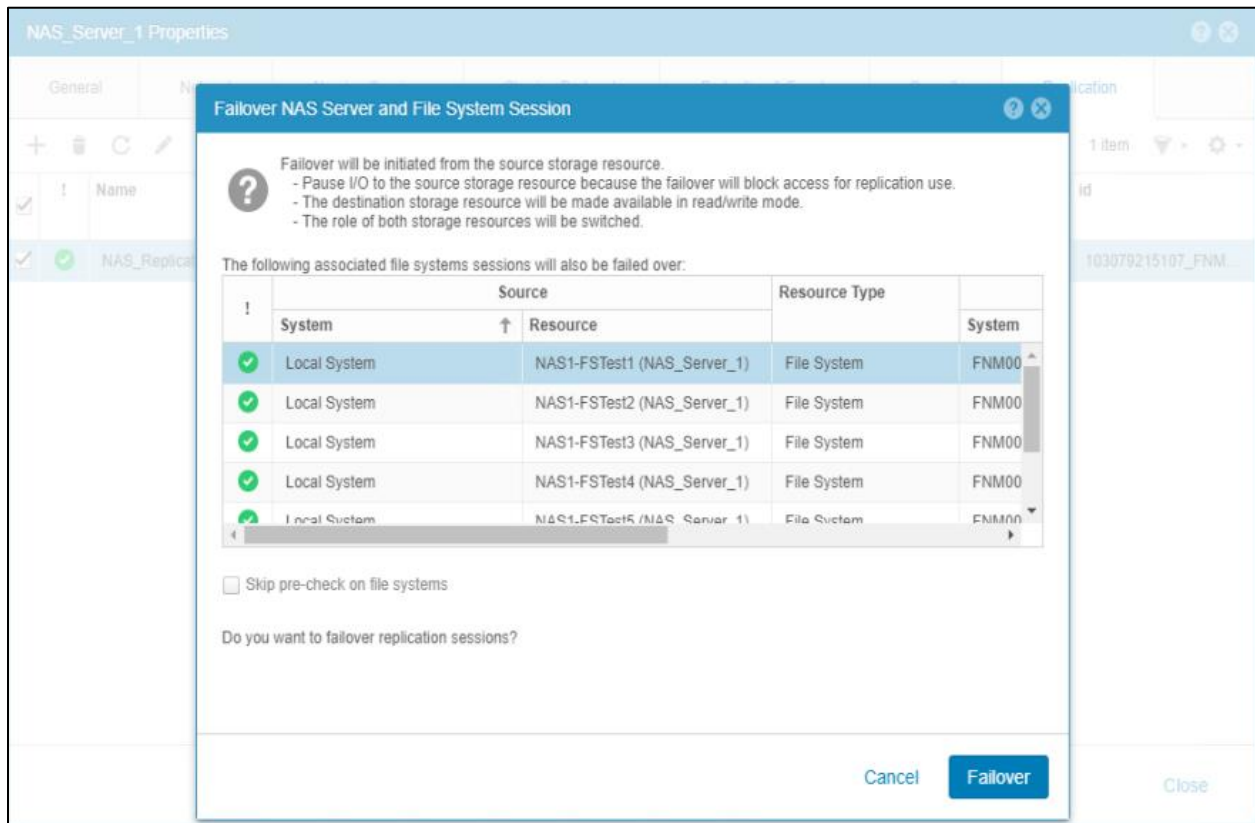 NAS_Server_1 Properties
General
Replication
Failover NAS Server and File System Session
1 item
! Name
id
NAS_Replicat
103079215107_FNM...
Failover will be initiated from the source storage resource.
- Pause I/O to the source storage resource because the failover will block access for replication use.
- The destination storage resource will be made available in read/write mode.
- The role of both storage resources will be switched.
The following associated file systems sessions will also be failed over:
! Source Resource Type
System Resource System
Local System NAS1-FSTest1 (NAS_Server_1) File System FNM00
Local System NAS1-FSTest2 (NAS_Server_1) File System FNM00
Local System NAS1-FSTest3 (NAS_Server_1) File System FNM00
Local System NAS1-FSTest4 (NAS_Server_1) File System FNM00
Local System NAS1-FSTest5 (NAS_Server_1) File System FNM00
Skip pre-check on file systems
Do you want to failover replication sessions?
Cancel Failover
Close